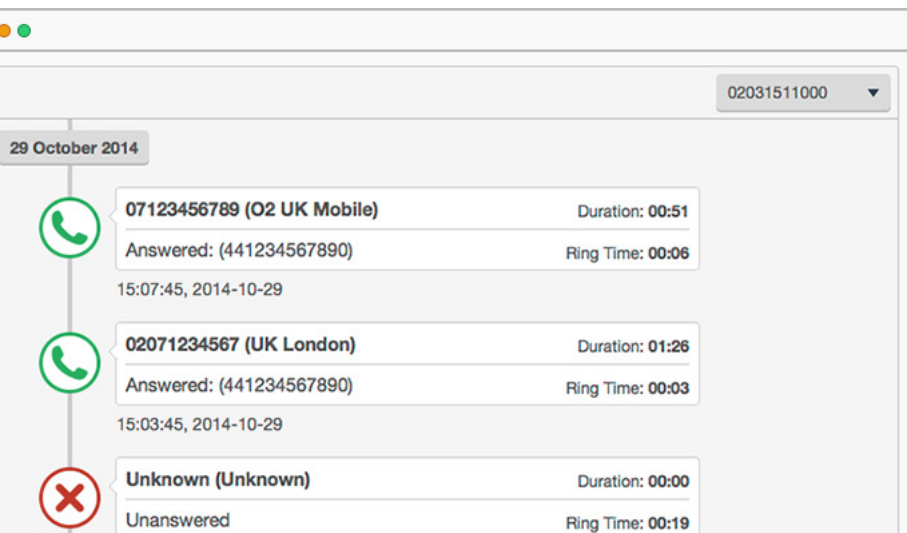 02031511000
29 October 2014
07123456789 (O2 UK Mobile) Duration: 00:51
Answered: (441234567890) Ring Time: 00:06
15:07:45, 2014-10-29
02071234567 (UK London) Duration: 01:26
Answered: (441234567890) Ring Time: 00:03
15:03:45, 2014-10-29
Unknown (Unknown) Duration: 00:00
Unanswered Ring Time: 00:19